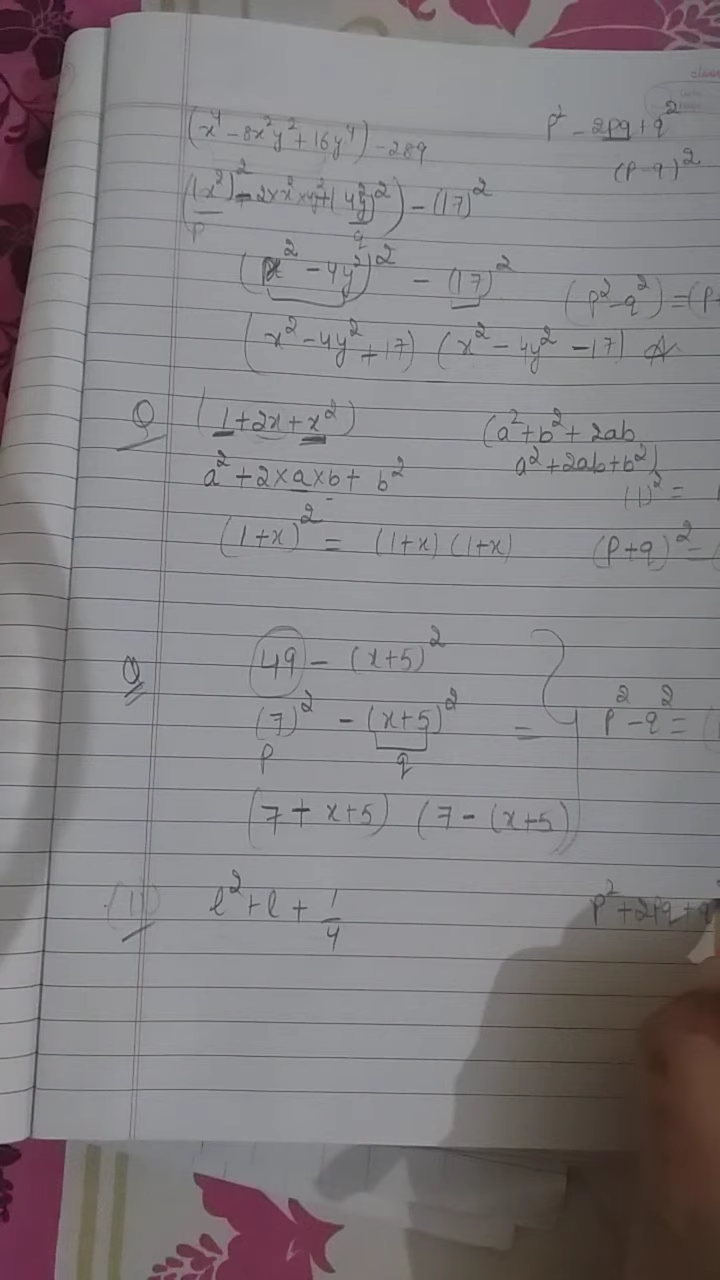 (x⁴ - 8x²y² + 16y⁴) - 289
p² - 2pq + q²
(p - q)²
(x²)² - 2 × x² × 4y² + (4y²)²) - (17)²
p q
(x² - 4y²)² - (17)²
(p² - q²) = (p
(x² - 4y² + 17) (x² - 4y² - 17)
Q (1 + 2x + x²)
(a² + b² + 2ab
a² + 2×a×b + b²
a² + 2ab + b²)
(1)² =
(1+x)² = (1+x) (1+x)
(p+q)² =
Q 49 - (x+5)²
(7)² - (x+5)² =
p² - q² = (
p q
(7 + x+5) (7 - (x+5)
(1) l² + l + 1/4
p² + 2pq + q²